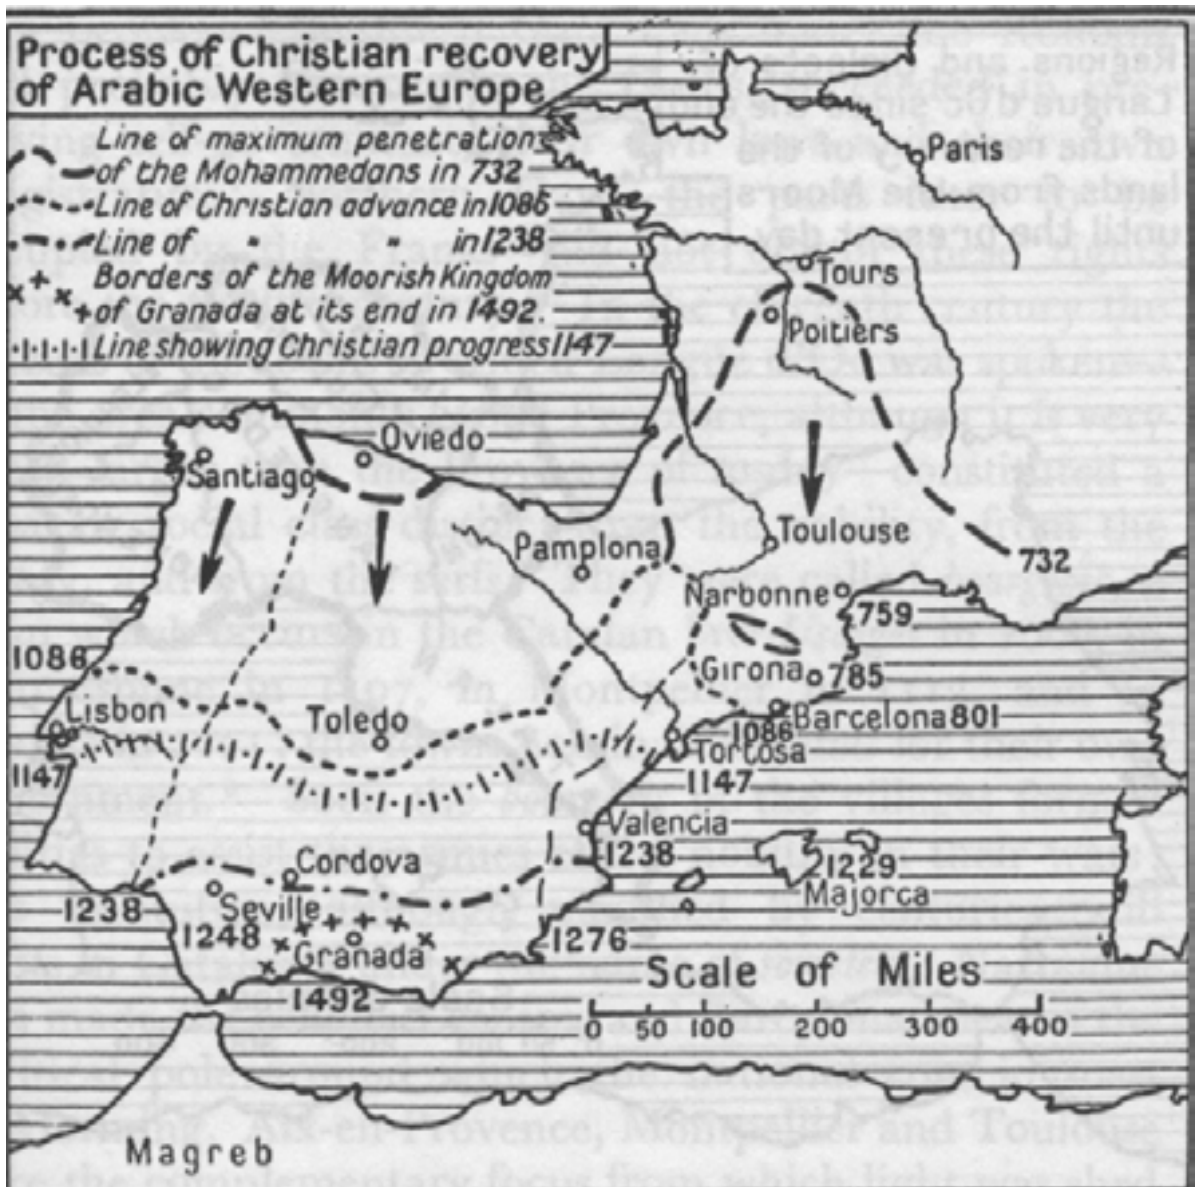 Process of Christian recovery
of Arabic Western Europe
Line of maximum penetrations
of the Mohammedans in 732
Line of Christian advance in 1086
Line of " " in 1238
Borders of the Moorish Kingdom
of Granada at its end in 1492.
Line showing Christian progress 1147
Paris
Tours
Poitiers
Oviedo
Santiago
Toulouse
Pamplona
732
Narbonne
759
1086
Girona 785
Lisbon
Toledo
Barcelona 801
1086
Tortosa
1147
1147
Valencia
1238
Cordova
1229
Majorca
1238
Seville
1248
Granada
1276
1492
Scale of Miles
0 50 100 200 300 400
Magreb